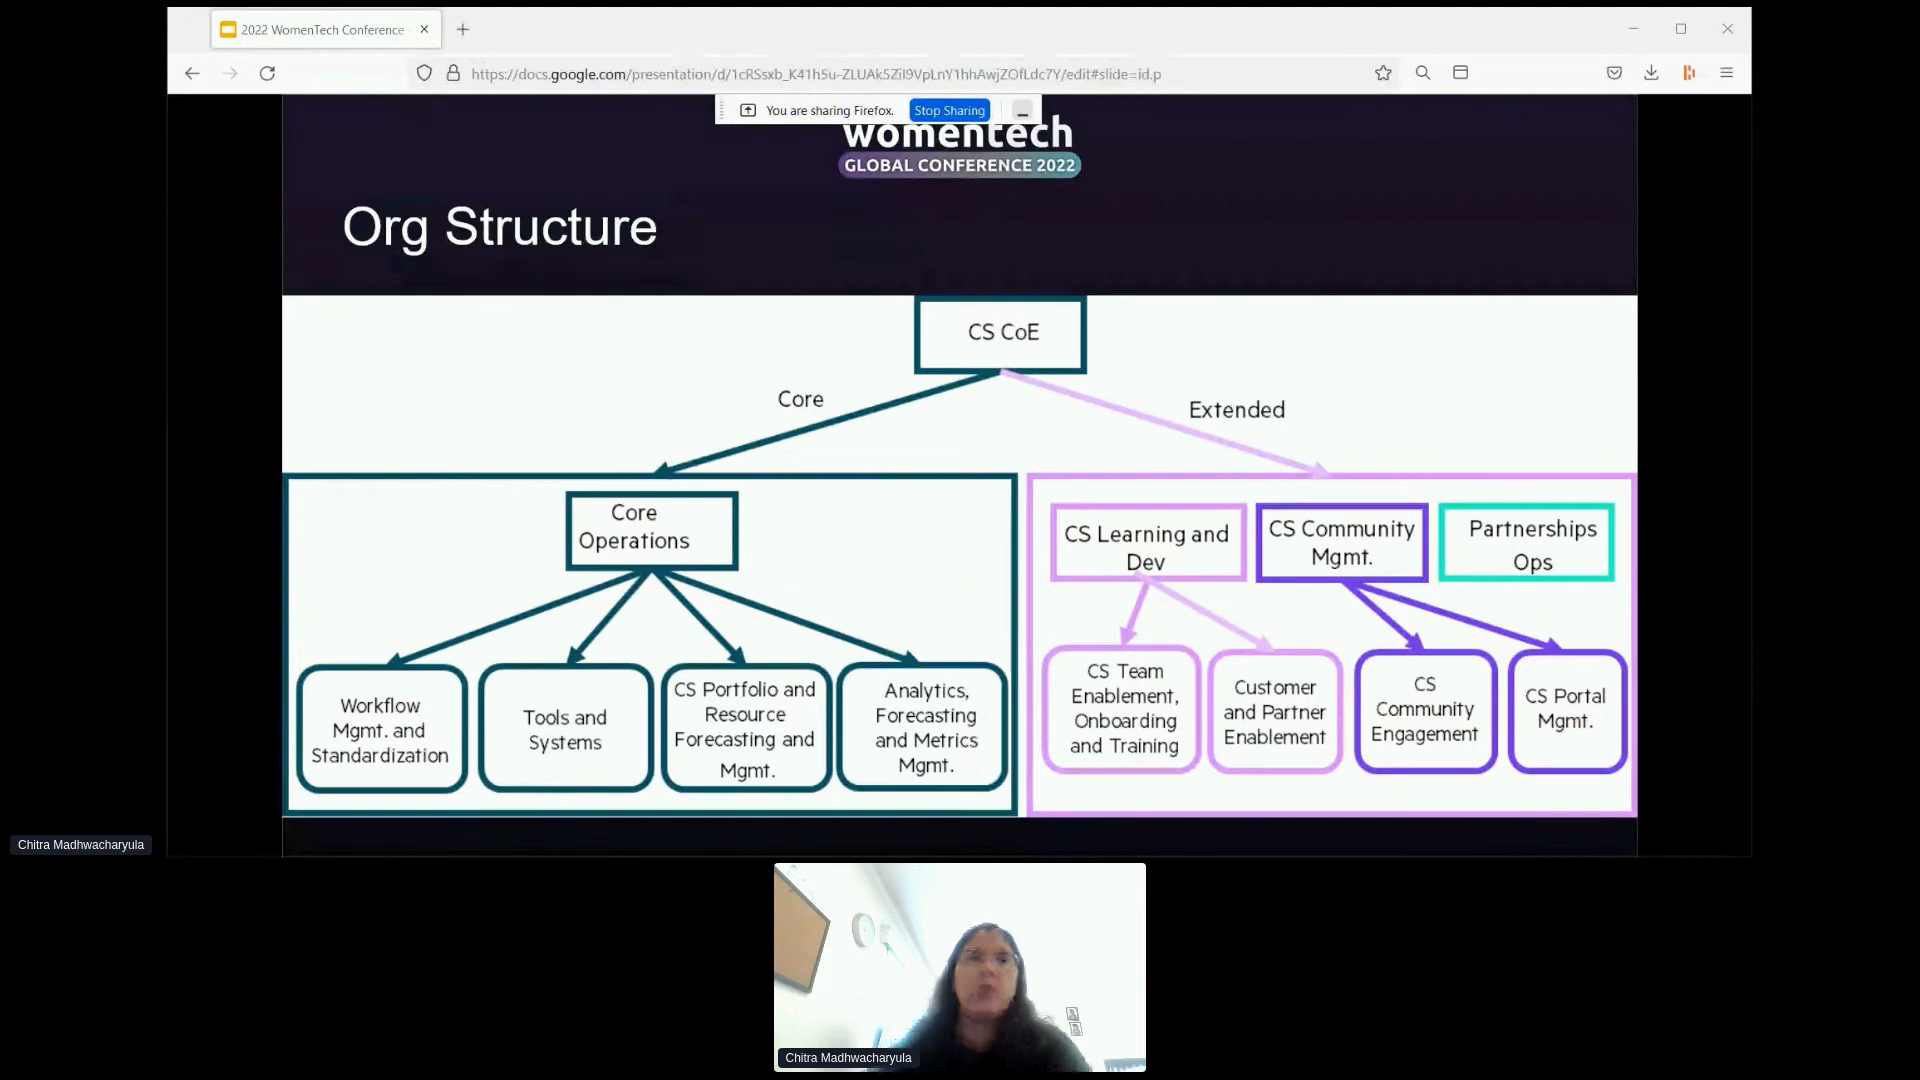 2022 WomenTech Conference
https://docs.google.com/presentation/d/1cRSsxb_K41h5u-ZLUAk5Zil9VpLnY1hhAwjZOfLdc7Y/edit#slide=id.p
You are sharing Firefox.
Stop Sharing
womentech
GLOBAL CONFERENCE 2022
Org Structure
CS CoE
Core
Extended
Core
Operations
CS Learning and
Dev
CS Community
Mgmt.
Partnerships
Ops
Workflow
Mgmt. and
Standardization
Tools and
Systems
CS Portfolio and
Resource
Forecasting and
Mgmt.
Analytics,
Forecasting
and Metrics
Mgmt.
CS Team
Enablement,
Onboarding
and Training
Customer
and Partner
Enablement
CS
Community
Engagement
CS Portal
Mgmt.
Chitra Madhwacharyula
Chitra Madhwacharyula